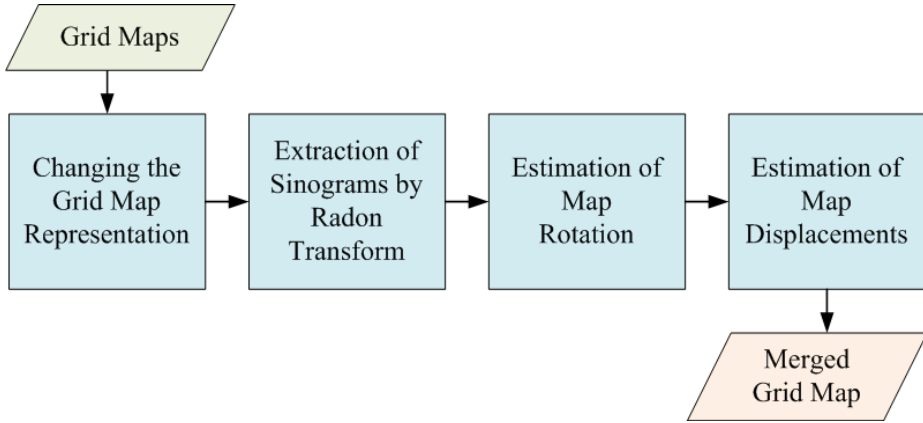 Grid Maps
Changing the
Grid Map
Representation
Extraction of
Sinograms by
Radon
Transform
Estimation of
Map
Rotation
Estimation of
Map
Displacements
Merged
Grid Map